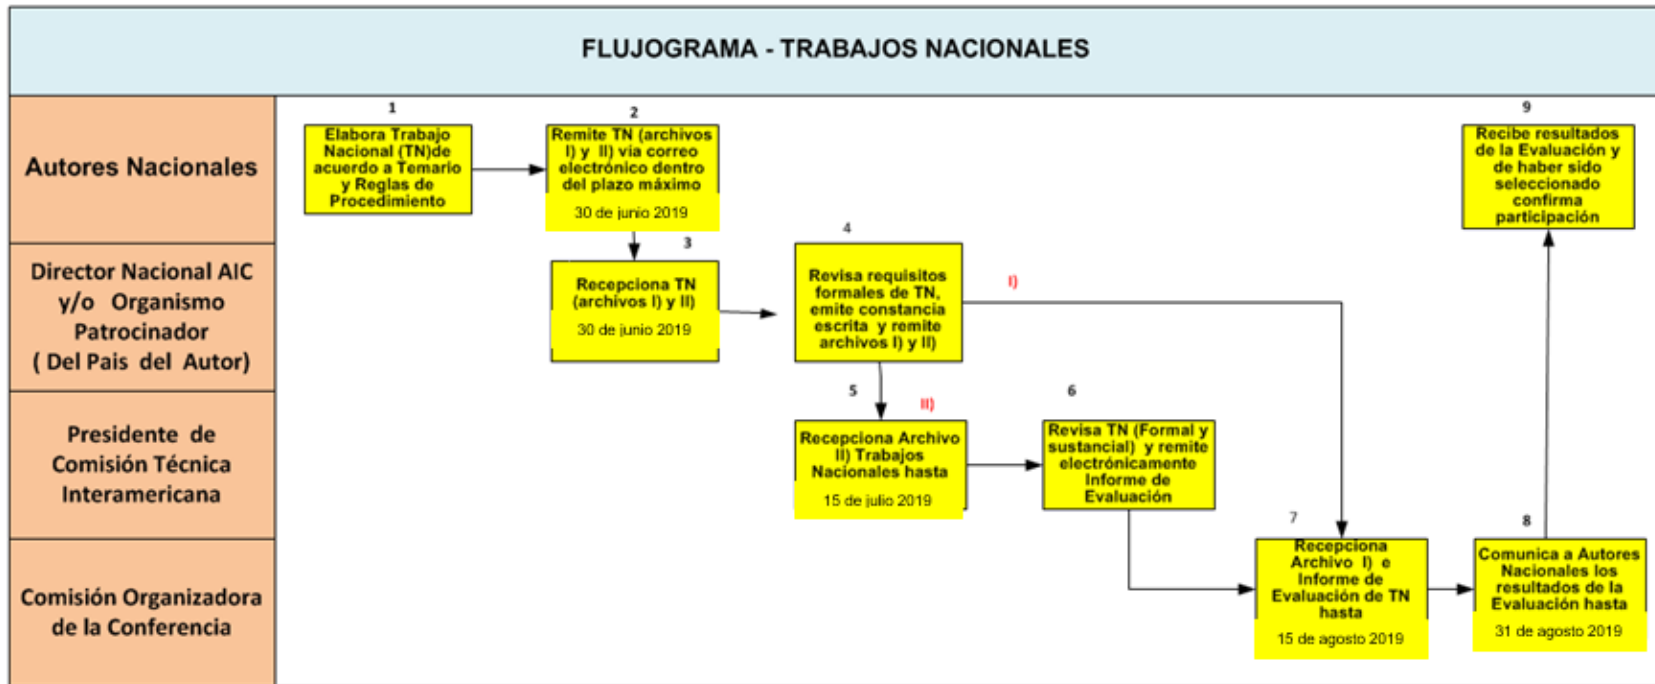 FLUJOGRAMA - TRABAJOS NACIONALES
Autores Nacionales
1
Elabora Trabajo
Nacional (TN)de
acuerdo a Temario
y Reglas de
Procedimiento
2
Remite TN (archivos
I) y II) via correo
electrónico dentro
del plazo máximo
30 de junio 2019
9
Recibe resultados
de la Evaluación y
de haber sido
seleccionado
confirma
participación
Director Nacional AIC
y/o Organismo
Patrocinador
( Del Pais del Autor)
3
Recepciona TN
(archivos I) y II)
30 de junio 2019
4
Revisa requisitos
formales de TN,
emite constancia
escrita y remite
archivos I) y II)
I)
Presidente de
Comisión Técnica
Interamericana
5
II)
Recepciona Archivo
II) Trabajos
Nacionales hasta
15 de julio 2019
6
Revisa TN (Formal y
sustancial) y remite
electrónicamente
Informe de
Evaluación
Comisión Organizadora
de la Conferencia
7
Recepciona
Archivo I) e
Informe de
Evaluación de TN
hasta
15 de agosto 2019
8
Comunica a Autores
Nacionales los
resultados de la
Evaluación hasta
31 de agosto 2019